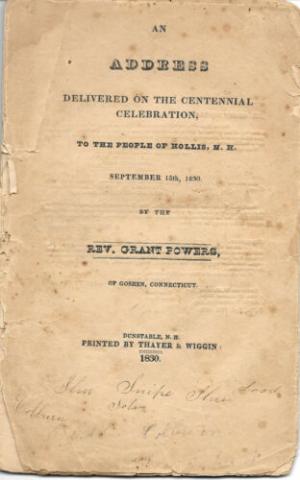 AN
ADDRESS
DELIVERED ON THE CENTENNIAL
CELEBRATION,
TO THE PEOPLE OF HOLLIS, N. H.
SEPTEMBER 15th, 1830.
BY THE
REV. GRANT POWERS,
OF GOSHEN, CONNECTICUT.
DUNSTABLE, N. H.
PRINTED BY THAYER & WIGGIN
1830.